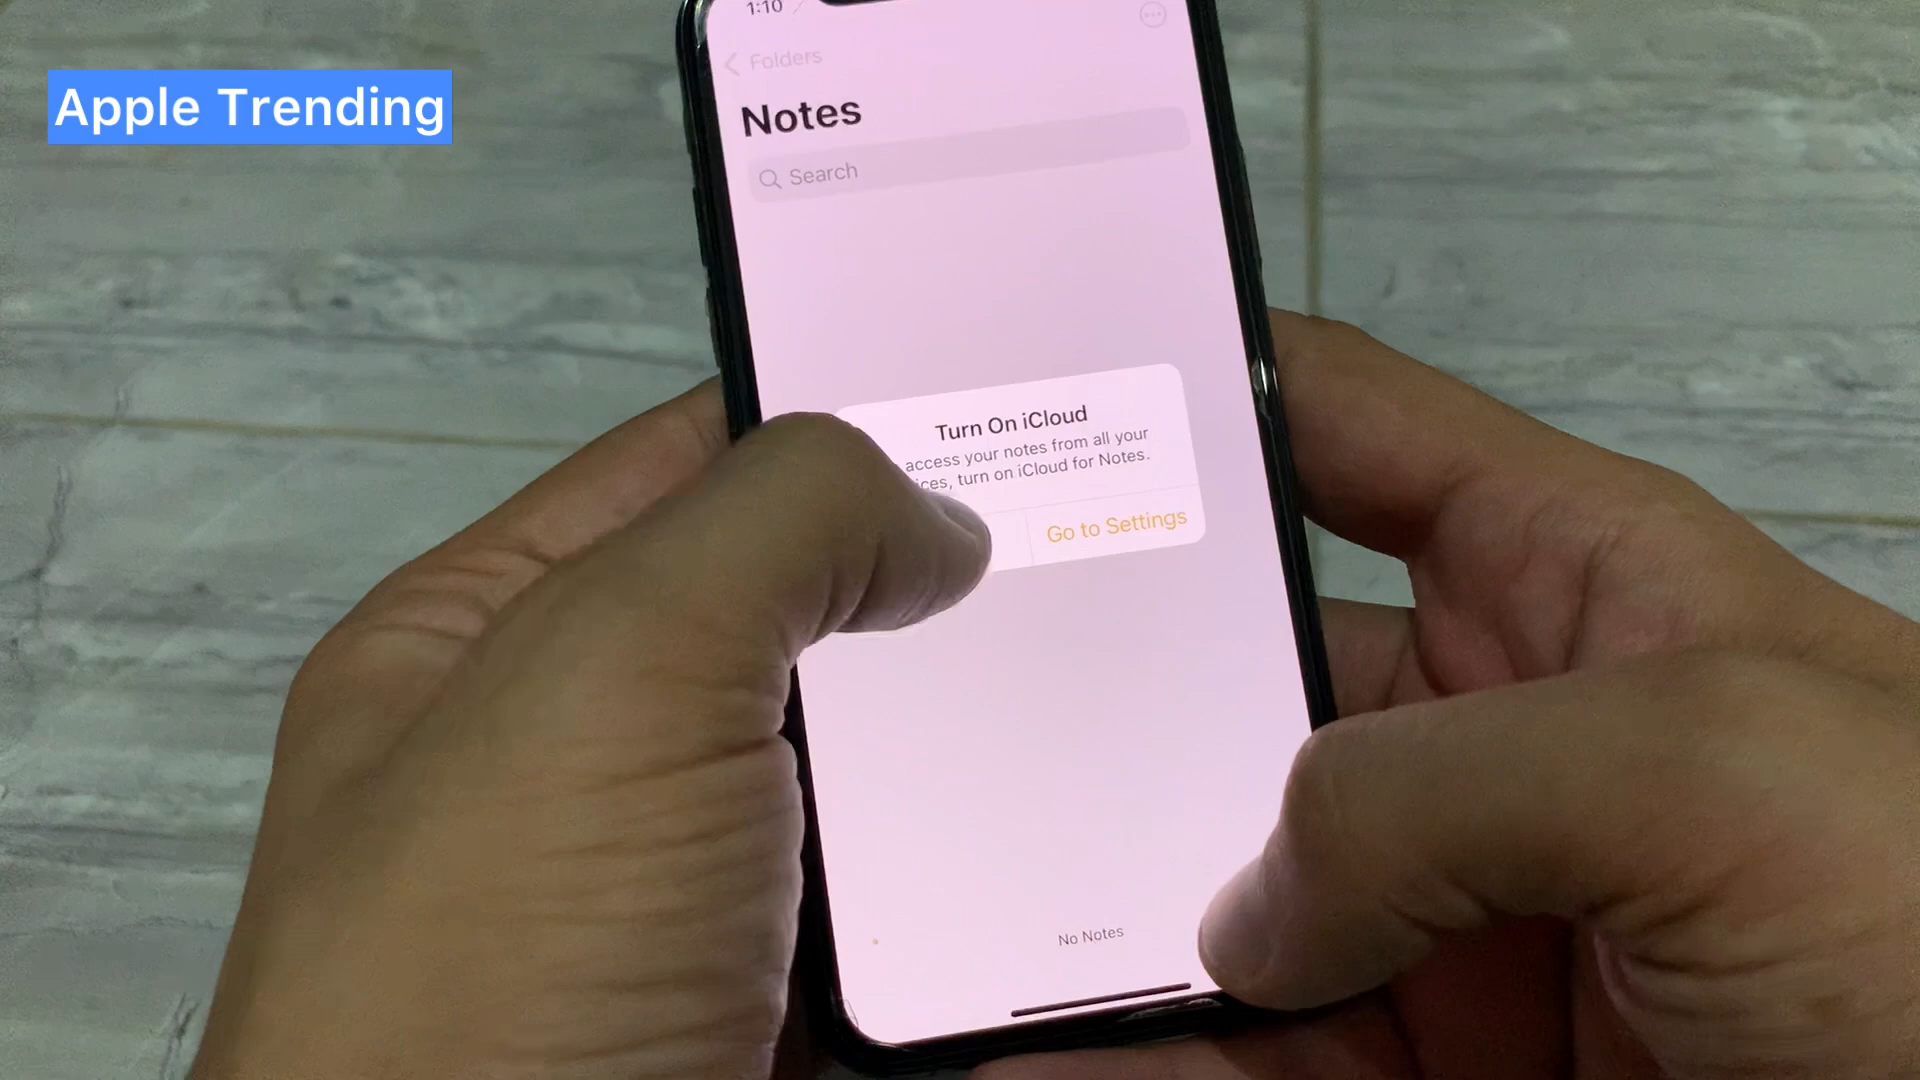 Apple Trending
1:10
Folders
Notes
Search
Turn On iCloud
access your notes from all your
turn on iCloud for Notes.
Go to Settings
No Notes